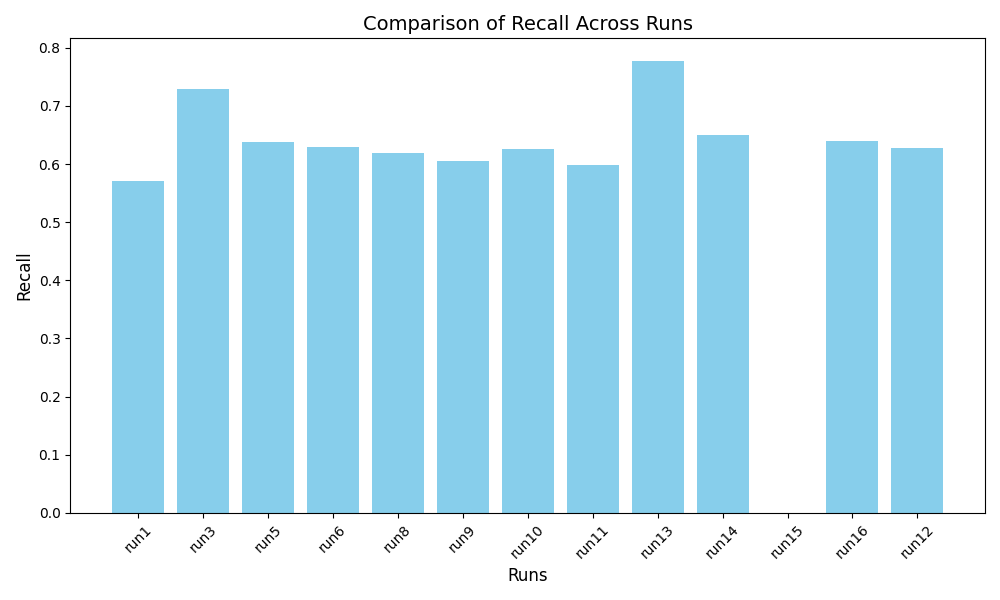 Comparison of Recall Across Runs
Recall
0.8
0.7
0.6
0.5
0.4
0.3
0.2
0.1
0.0
run1 run3 run5 run6 run8 run9 run10 run11 run13 run14 run15 run16 run12
Runs